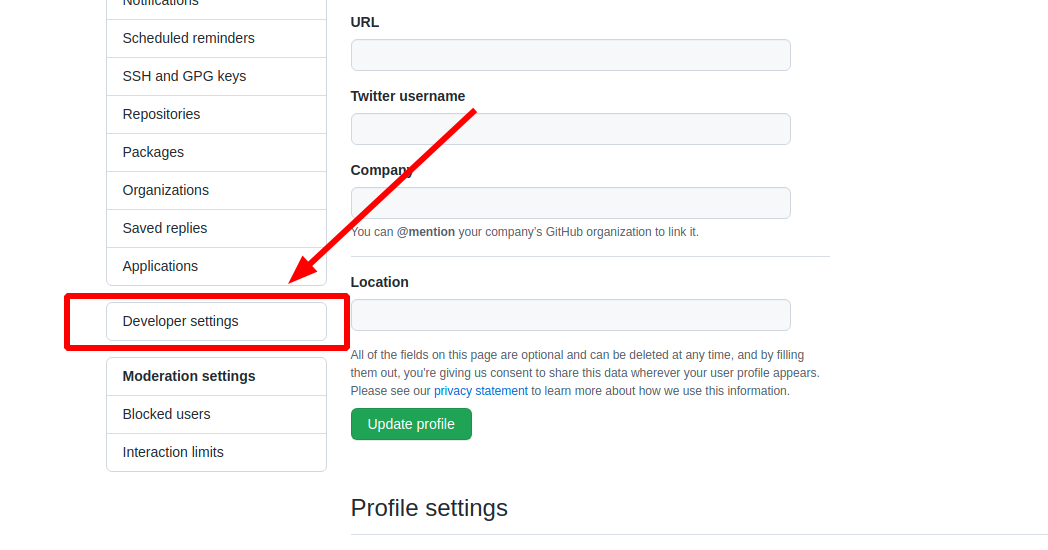 Notifications
Scheduled reminders
SSH and GPG keys
Repositories
Packages
Organizations
Saved replies
Applications
Developer settings
Moderation settings
Blocked users
Interaction limits
URL
Twitter username
Company
You can @mention your company's GitHub organization to link it.
Location
All of the fields on this page are optional and can be deleted at any time, and by filling
them out, you're giving us consent to share this data wherever your user profile appears.
Please see our privacy statement to learn more about how we use this information.
Update profile
Profile settings